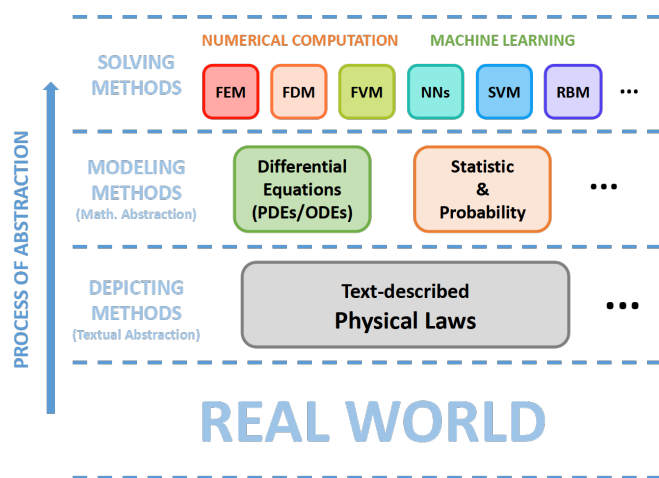 NUMERICAL COMPUTATION MACHINE LEARNING
SOLVING
METHODS
FEM FDM FVM NNs SVM RBM ...
MODELING
METHODS
(Math. Abstraction)
Differential
Equations
(PDEs/ODEs)
Statistic
&
Probability
...
DEPICTING
METHODS
(Textual Abstraction)
Text-described
Physical Laws
...
REAL WORLD
PROCESS OF ABSTRACTION